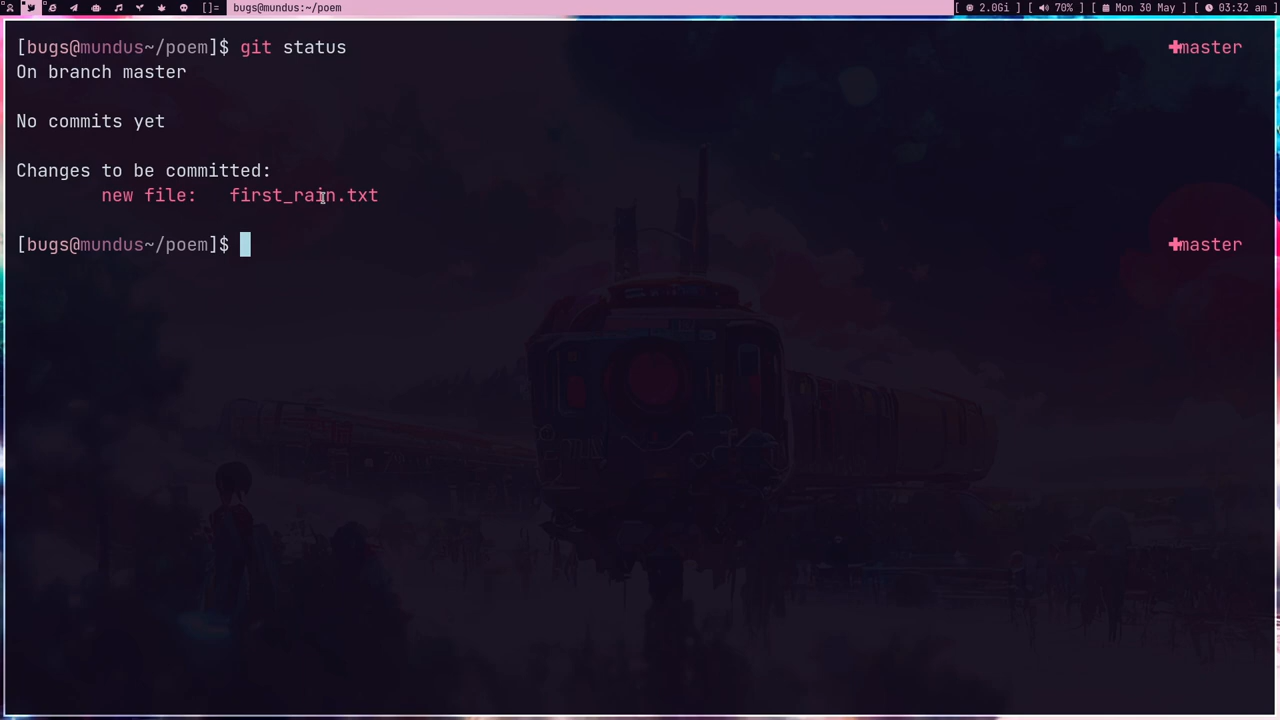 []= bugs@mundus:~/poem [ 2.0Gi ] [ 70% ] [ Mon 30 May ] [ 03:32 am ]
[bugs@mundus~/poem]$ git status ✚master
On branch master
No commits yet
Changes to be committed:
new file: first_rain.txt
[bugs@mundus~/poem]$ ✚master